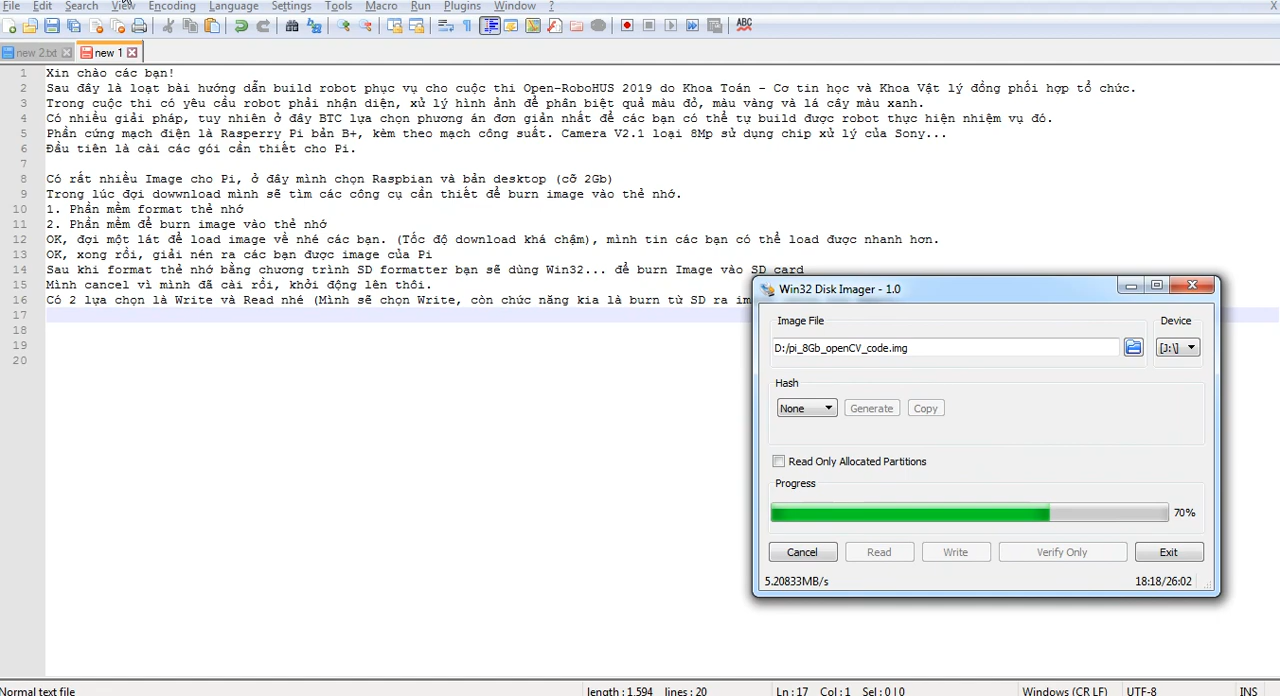 File Edit Search View Encoding Language Settings Tools Macro Run Plugins Window ? X
ABC
new 2.txt new 1
1 Xin chào các bạn!
2 Sau đây là loạt bài hướng dẫn build robot phục vụ cho cuộc thi Open-RoboHUS 2019 do Khoa Toán - Cơ tin học và Khoa Vật lý đồng phối hợp tổ chức.
3 Trong cuộc thi có yêu cầu robot phải nhận diện, xử lý hình ảnh để phân biệt quả màu đỏ, màu vàng và lá cây màu xanh.
4 Có nhiều giải pháp, tuy nhiên ở đây BTC lựa chọn phương án đơn giản nhất để các bạn có thể tự build được robot thực hiện nhiệm vụ đó.
5 Phần cứng mạch điện là Rasperry Pi bản B+, kèm theo mạch công suất. Camera V2.1 loại 8Mp sử dụng chip xử lý của Sony...
6 Đầu tiên là cài các gói cần thiết cho Pi.
7
8 Có rất nhiều Image cho Pi, ở đây mình chọn Raspbian và bản desktop (cỡ 2Gb)
9 Trong lúc đợi dowwnload mình sẽ tìm các công cụ cần thiết để burn image vào thẻ nhớ.
10 1. Phần mềm format thẻ nhớ
11 2. Phần mềm để burn image vào thẻ nhớ
12 OK, đợi một lát để load image về nhé các bạn. (Tốc độ download khá chậm), mình tin các bạn có thể load được nhanh hơn.
13 OK, xong rồi, giải nén ra các bạn được image của Pi
14 Sau khi format thẻ nhớ bằng chương trình SD formatter bạn sẽ dùng Win32... để burn Image vào SD card
15 Mình cancel vì mình đã cài rồi, khởi động lên thôi.
16 Có 2 lựa chọn là Write và Read nhé (Mình sẽ chọn Write, còn chức năng kia là burn từ SD ra im
17
18
19
20
Win32 Disk Imager - 1.0
Image File Device
D:/pi_8Gb_openCV_code.img [J:\]
Hash
None Generate Copy
Read Only Allocated Partitions
Progress
70%
Cancel Read Write Verify Only Exit
5.20833MB/s 18:18/26:02
Normal text file length : 1.594 lines : 20 Ln : 17 Col : 1 Sel : 0 | 0 Windows (CR LF) UTF-8 INS